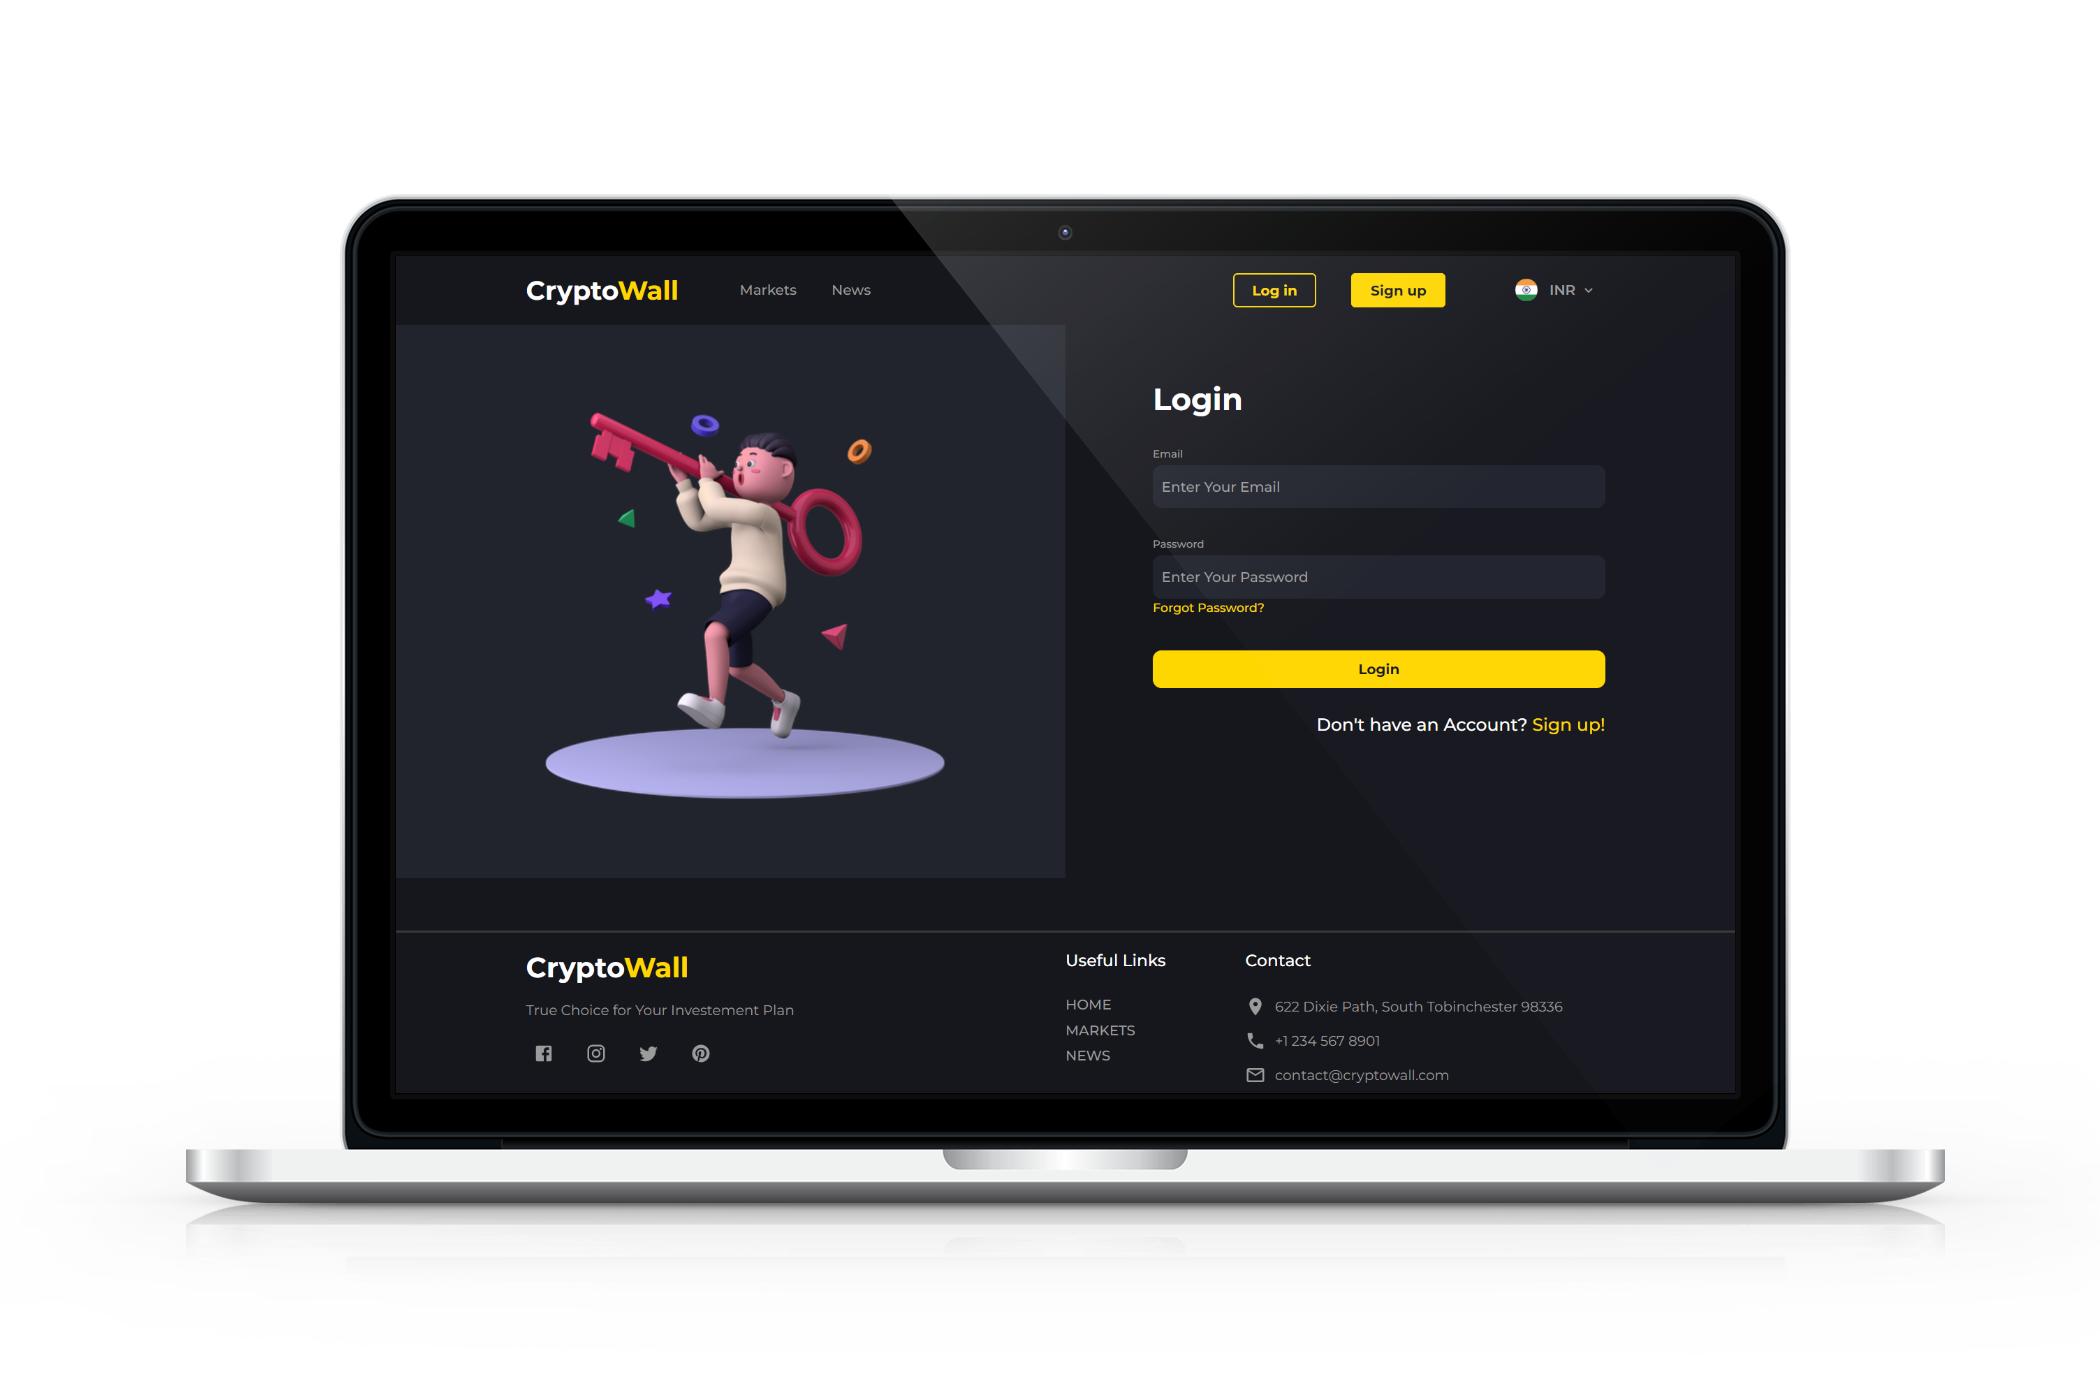 CryptoWall
Markets
News
Log in
Sign up
INR
Login
Email
Enter Your Email
Password
Enter Your Password
Forgot Password?
Login
Don't have an Account? Sign up!
CryptoWall
True Choice for Your Investement Plan
Useful Links
HOME
MARKETS
NEWS
Contact
622 Dixie Path, South Tobinchester 98336
+1 234 567 8901
contact@cryptowall.com